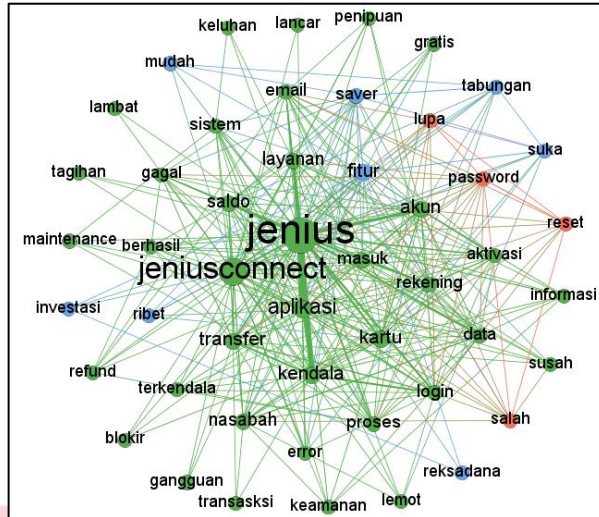 penipuan
lancar
keluhan
gratis
mudah
email
saver
tabungan
lambat
lupa
sistem
suka
layanan
tagihan
gagal
fitur
password
saldo
akun
reset
jenius
maintenance
berhasil
masuk
aktivasi
jeniusconnect
rekening
informasi
investasi
ribet
aplikasi
transfer
kartu
data
refund
susah
terkendala
kendala
login
nasabah
proses
salah
blokir
error
reksadana
gangguan
transaksksi
keamanan
lemot